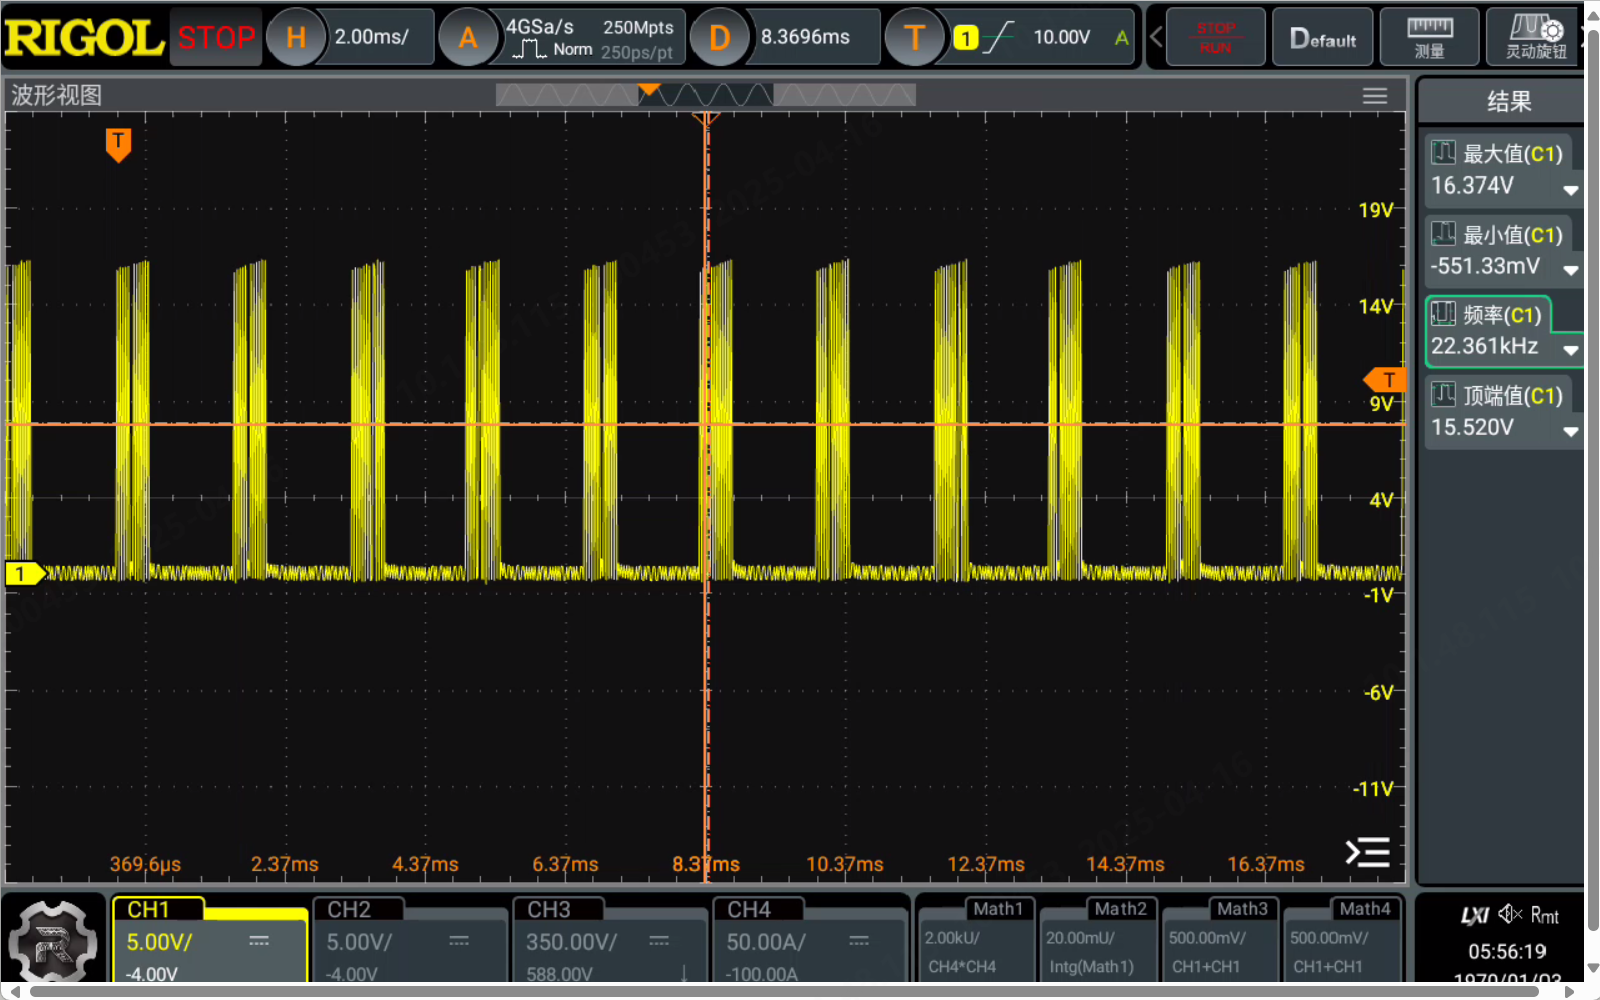 RIGOL STOP H 2.00ms/ A 4GSa/s 250Mpts D 8.3696ms T 1 10.00V A STOP RUN Default 测量 灵动旋钮
Norm 250ps/pt
波形视图
结果
T
最大值(C1)
16.374V
最小值(C1)
-551.33mV
频率(C1)
22.361kHz
顶端值(C1)
15.520V
19V
14V
T
9V
4V
1
-1V
-6V
-11V
369.6μs 2.37ms 4.37ms 6.37ms 8.37ms 10.37ms 12.37ms 14.37ms 16.37ms
CH1 CH2 CH3 CH4 Math1 Math2 Math3 Math4
5.00V/ 5.00V/ 350.00V/ 50.00A/ 2.00kU/ 20.00mU/ 500.00mV/ 500.00mV/
-4.00V -4.00V 588.00V -100.00A CH4*CH4 Intg(Math1) CH1+CH1 CH1+CH1
LXI Rmt
05:56:19
1970/01/03